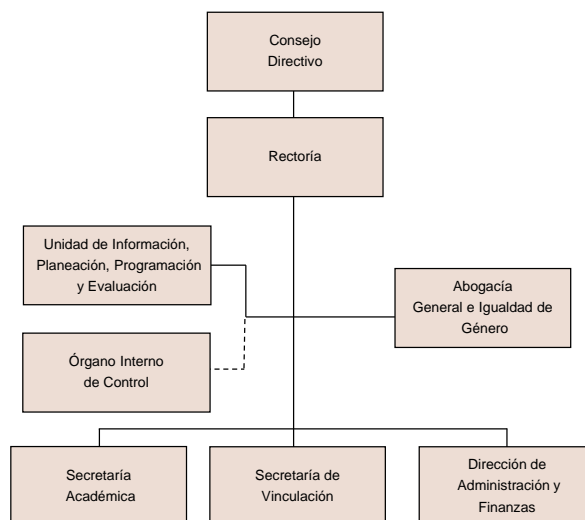 Consejo
Directivo
Rectoría
Unidad de Información,
Planeación, Programación
y Evaluación
Abogacía
General e Igualdad de
Género
Órgano Interno
de Control
Secretaría
Académica
Secretaría de
Vinculación
Dirección de
Administración y
Finanzas